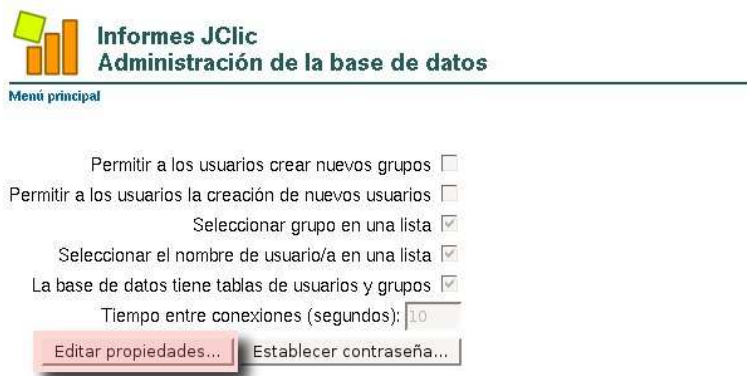 Informes JClic
Administración de la base de datos
Menú principal
Permitir a los usuarios crear nuevos grupos
Permitir a los usuarios la creación de nuevos usuarios
Seleccionar grupo en una lista
Seleccionar el nombre de usuario/a en una lista
La base de datos tiene tablas de usuarios y grupos
Tiempo entre conexiones (segundos): 10
Editar propiedades... Establecer contraseña...